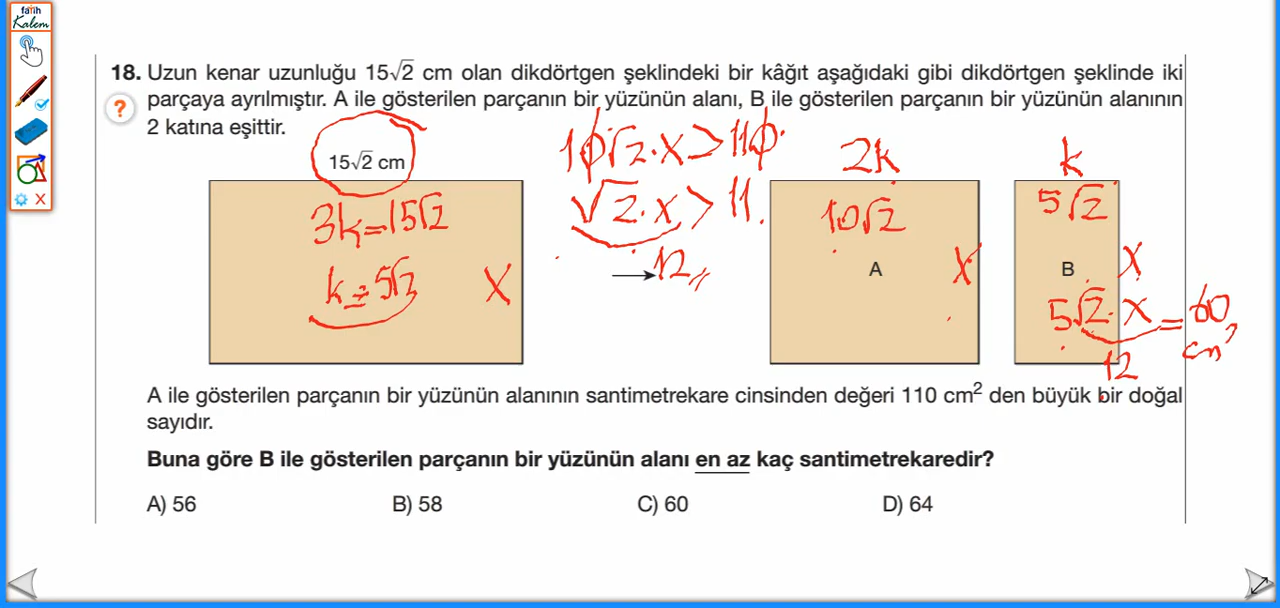 fatih
Kalem
18. Uzun kenar uzunluğu 15√2 cm olan dikdörtgen şeklindeki bir kâğıt aşağıdaki gibi dikdörtgen şeklinde iki
parçaya ayrılmıştır. A ile gösterilen parçanın bir yüzünün alanı, B ile gösterilen parçanın bir yüzünün alanının
2 katına eşittir.
?
15√2 cm
3k=15√2
k=5√2
X
10√2·x>110
√2·x>11
12
2k
10√2
A
X
k
5√2
B
X
5√2·x=60
cm²
12
A ile gösterilen parçanın bir yüzünün alanının santimetrekare cinsinden değeri 110 cm² den büyük bir doğal
sayıdır.
Buna göre B ile gösterilen parçanın bir yüzünün alanı en az kaç santimetrekaredir?
A) 56 B) 58 C) 60 D) 64